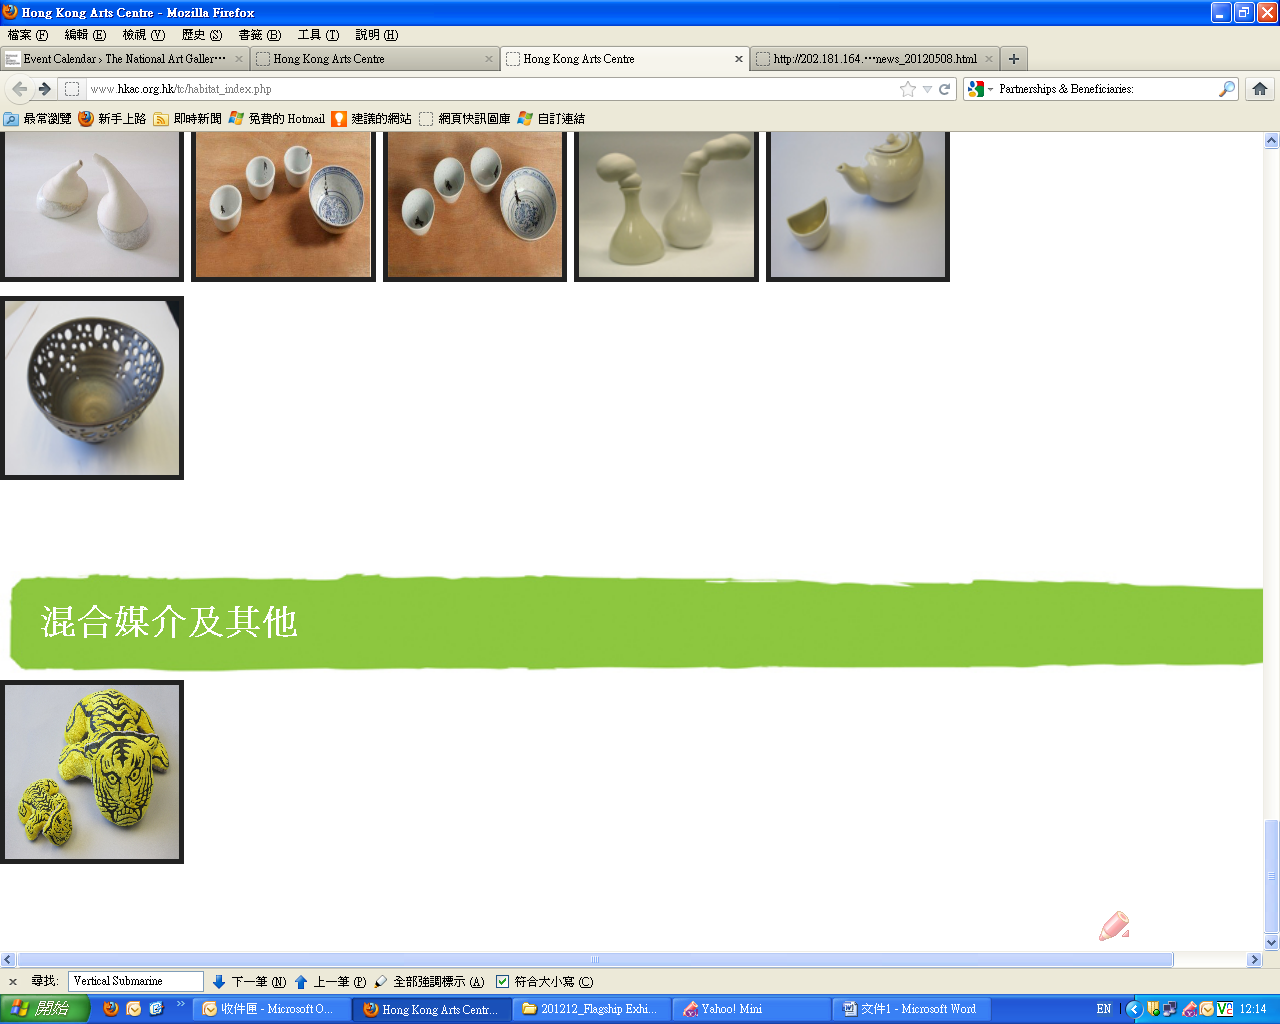 Hong Kong Arts Centre - Mozilla Firefox
檔案 (F) 編輯 (E) 檢視 (V) 歷史 (S) 書籤 (B) 工具 (T) 說明 (H)
Event Calendar › The National Art Galler… Hong Kong Arts Centre Hong Kong Arts Centre http://202.181.164.…news_20120508.html
www.hkac.org.hk/tc/habitat_index.php Partnerships & Beneficiaries:
最常瀏覽 新手上路 即時新聞 免費的 Hotmail 建議的網站 網頁快訊圖庫 自訂連結
混合媒介及其他
尋找: Vertical Submarine 下一筆 (N) 上一筆 (P) 全部強調標示 (A) 符合大小寫 (C)
開始 收件匣 - Microsoft O... Hong Kong Arts Centr... 201212_Flagship Exhi... Yahoo! Mini 文件1 - Microsoft Word EN 12:14